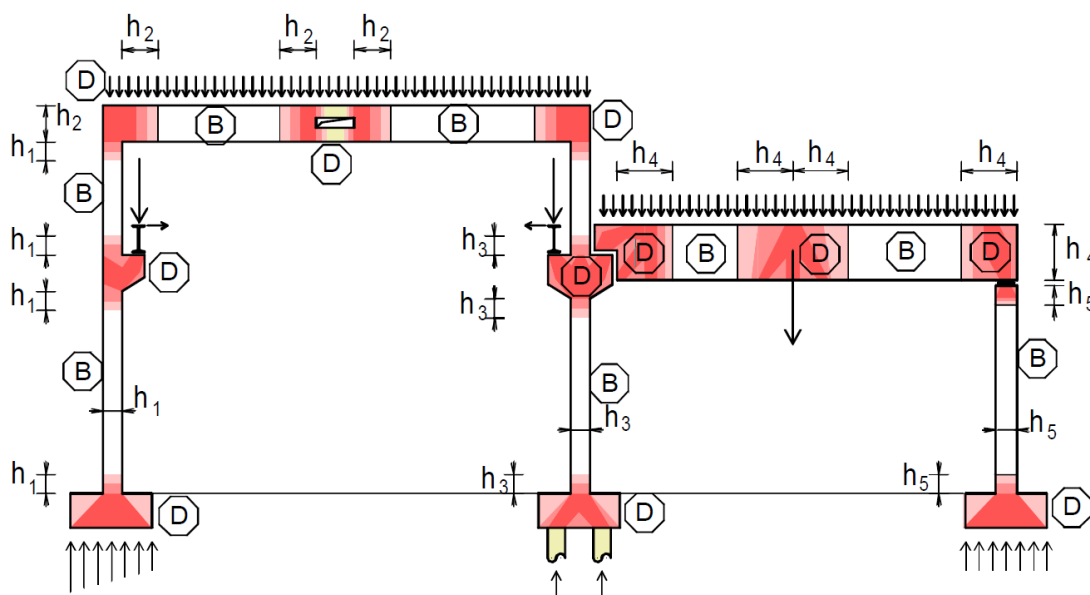 h2 h2 h2
D
h2 B B D
h1 D
B h4 h4 h4 h4
h1 h3 D B D B D h4
D D
h1 h3 h5
B B B
h1 h3 h5
h1 h3 h5
D D D